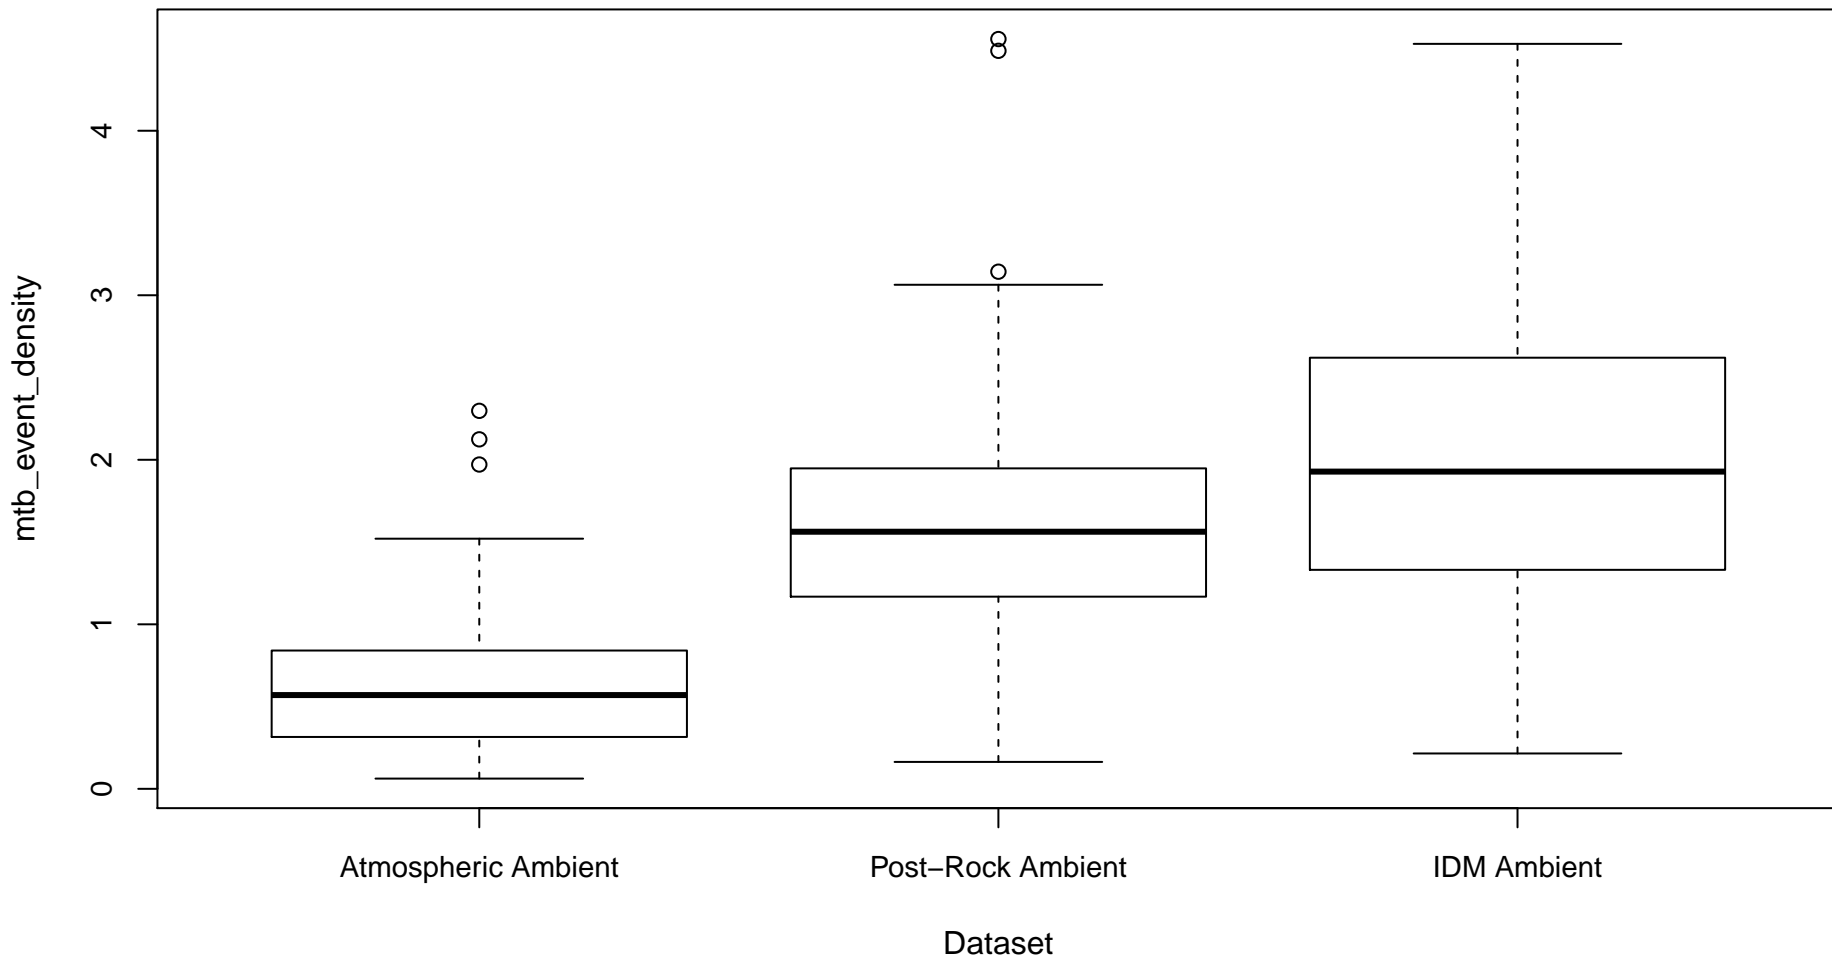 mtb_event_density
4
3
2
1
0
Atmospheric Ambient
Post−Rock Ambient
IDM Ambient
Dataset